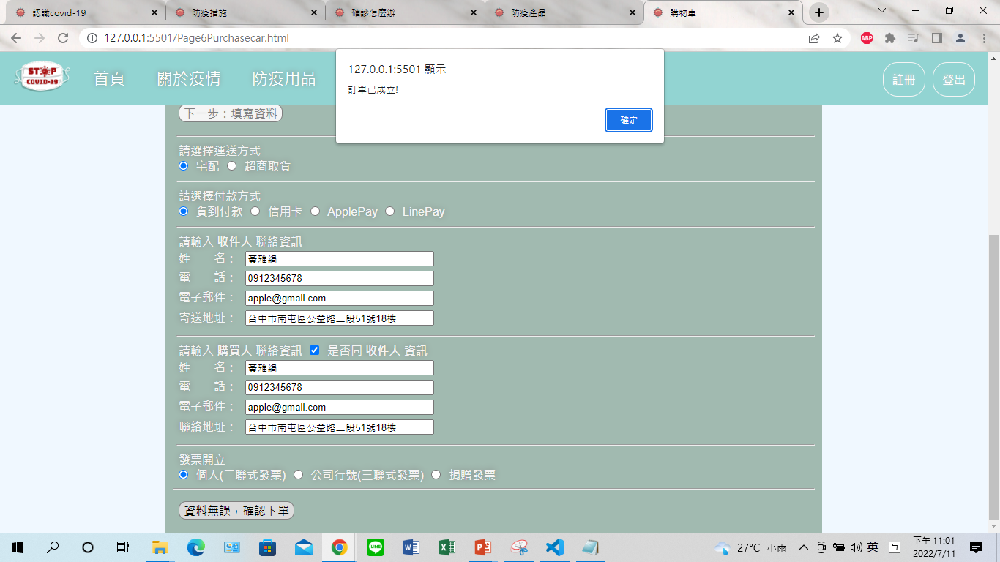 認識covid-19 防疫措施 確診怎麼辦 防疫產品 購物車
127.0.0.1:5501/Page6Purchasecar.html
ABP
STOP COVID-19 首頁 關於疫情 防疫用品 註冊 登出
127.0.0.1:5501 顯示
訂單已成立!
確定
下一步：填寫資料
請選擇運送方式
宅配 超商取貨
請選擇付款方式
貨到付款 信用卡 ApplePay LinePay
請輸入 收件人 聯絡資訊
姓 名： 黃雅絹
電 話： 0912345678
電子郵件： apple@gmail.com
寄送地址： 台中市南屯區公益路二段51號18樓
請輸入 購買人 聯絡資訊 是否同 收件人 資訊
姓 名： 黃雅絹
電 話： 0912345678
電子郵件： apple@gmail.com
聯絡地址： 台中市南屯區公益路二段51號18樓
發票開立
個人(二聯式發票) 公司行號(三聯式發票) 捐贈發票
資料無誤，確認下單
27°C 小雨 英 ㄅ 下午 11:01
2022/7/11